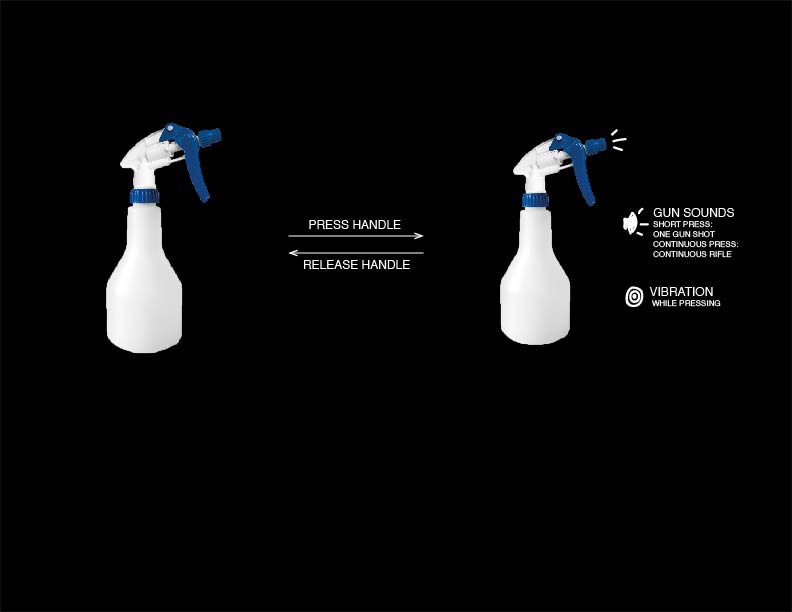 PRESS HANDLE
RELEASE HANDLE
GUN SOUNDS
SHORT PRESS:
ONE GUN SHOT
CONTINUOUS PRESS:
CONTINUOUS RIFLE
VIBRATION
WHILE PRESSING